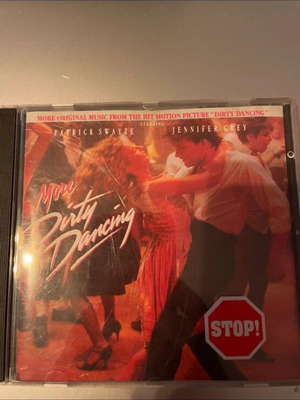 MORE ORIGINAL MUSIC FROM THE HIT MOTION PICTURE "DIRTY DANCING"
STARRING
PATRICK SWAYZE JENNIFER GREY
More
Dirty
Dancing
STOP!